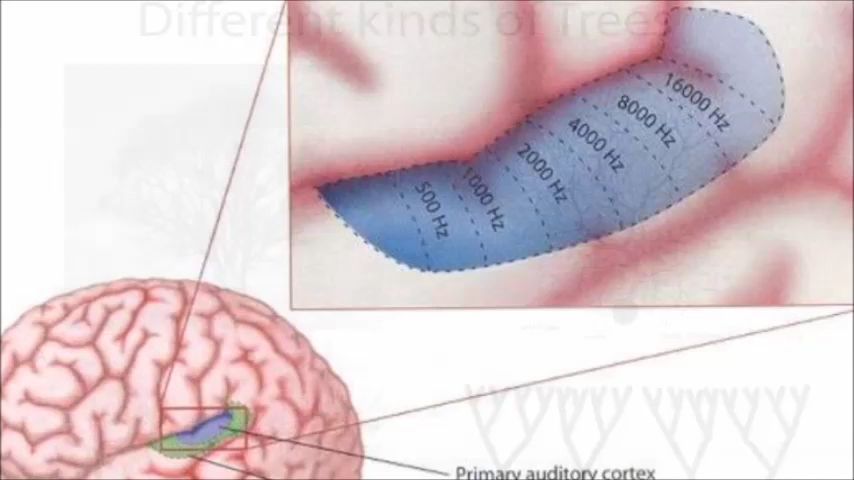 Different kinds of Trees
16000 Hz
8000 Hz
4000 Hz
2000 Hz
1000 Hz
500 Hz
Primary auditory cortex